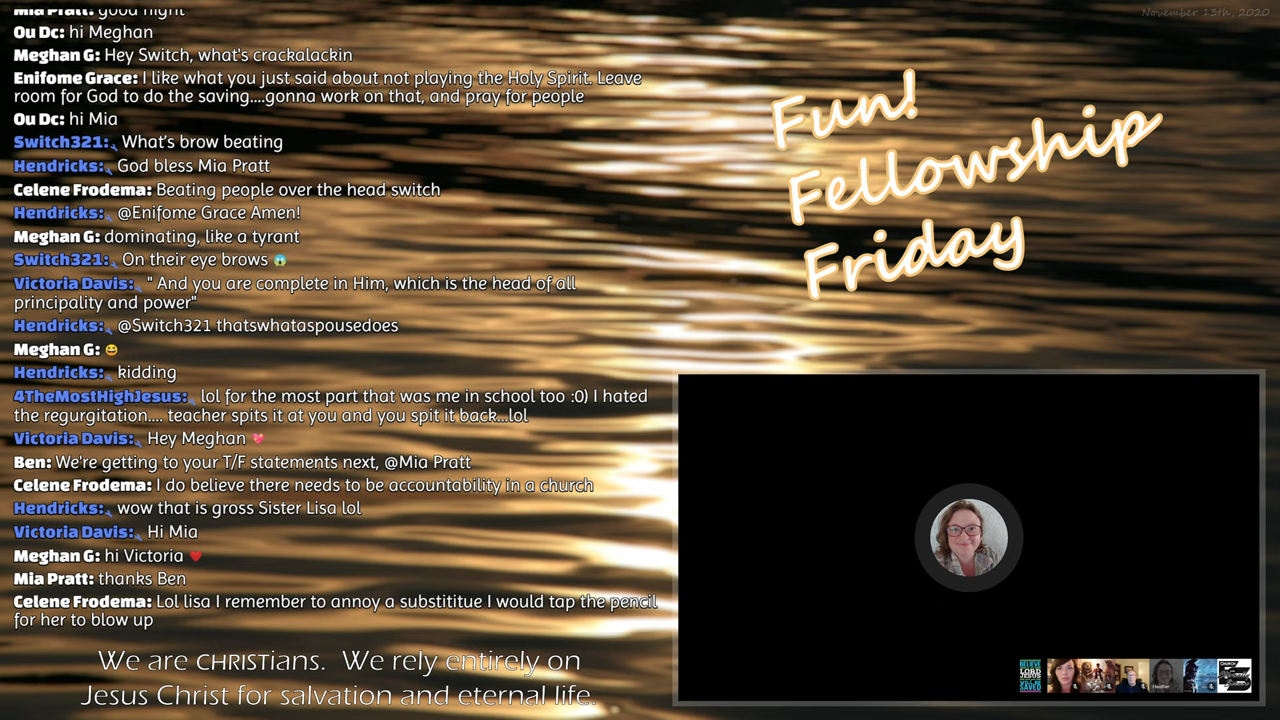 Mia Pratt: good night
Ou Dc: hi Meghan
Meghan G: Hey Switch, what's crackalackin
Enifome Grace: I like what you just said about not playing the Holy Spirit. Leave
room for God to do the saving....gonna work on that, and pray for people
Ou Dc: hi Mia
Switch321: What's brow beating
Hendricks: God bless Mia Pratt
Celene Frodema: Beating people over the head switch
Hendricks: @Enifome Grace Amen!
Meghan G: dominating, like a tyrant
Switch321: On their eye brows 😱
Victoria Davis: " And you are complete in Him, which is the head of all
principality and power"
Hendricks: @Switch321 thatswhataspousedoes
Meghan G: 😆
Hendricks: kidding
4TheMostHighJesus: lol for the most part that was me in school too :0) I hated
the regurgitation.... teacher spits it at you and you spit it back...lol
Victoria Davis: Hey Meghan 💘
Ben: We're getting to your T/F statements next, @Mia Pratt
Celene Frodema: I do believe there needs to be accountability in a church
Hendricks: wow that is gross Sister Lisa lol
Victoria Davis: Hi Mia
Meghan G: hi Victoria ❤️
Mia Pratt: thanks Ben
Celene Frodema: Lol lisa I remember to annoy a substititue I would tap the pencil
for her to blow up
We are CHRISTians. We rely entirely on
Jesus Christ for salvation and eternal life.
November 13th, 2020
Fun!
Fellowship
Friday
BELIEVE
LORD
JESUS
SAVED
Heather
CHURCH